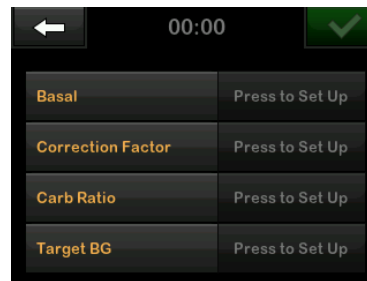 00:00
Basal Press to Set Up
Correction Factor Press to Set Up
Carb Ratio Press to Set Up
Target BG Press to Set Up